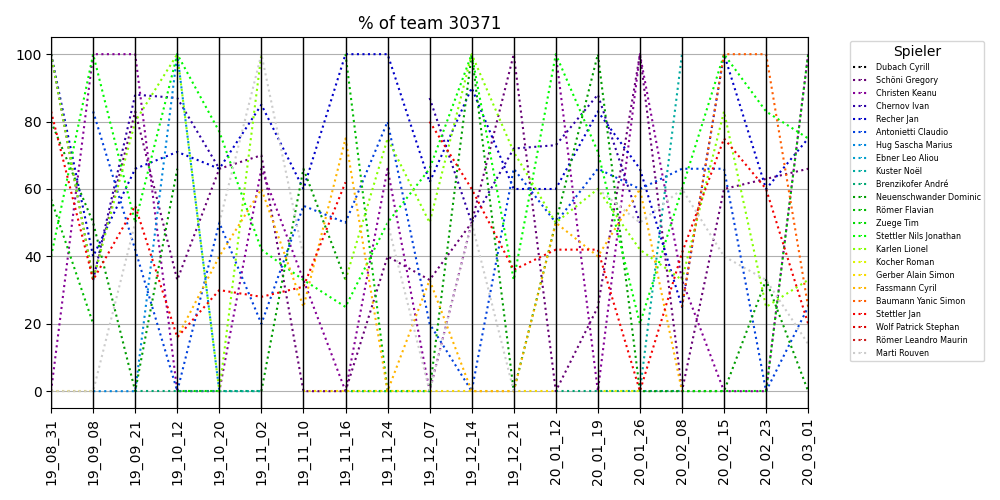 % of team 30371
100
80
60
40
20
0
19_08_31
19_09_08
19_09_21
19_10_12
19_10_20
19_11_02
19_11_10
19_11_16
19_11_24
19_12_07
19_12_14
19_12_21
20_01_12
20_01_19
20_01_26
20_02_08
20_02_15
20_02_23
20_03_01
Spieler
Dubach Cyrill
Schöni Gregory
Christen Keanu
Chernov Ivan
Recher Jan
Antonietti Claudio
Hug Sascha Marius
Ebner Leo Aliou
Kuster Noël
Brenzikofer André
Neuenschwander Dominic
Römer Flavian
Zuege Tim
Stettler Nils Jonathan
Karlen Lionel
Kocher Roman
Gerber Alain Simon
Fassmann Cyril
Baumann Yanic Simon
Stettler Jan
Wolf Patrick Stephan
Römer Leandro Maurin
Marti Rouven